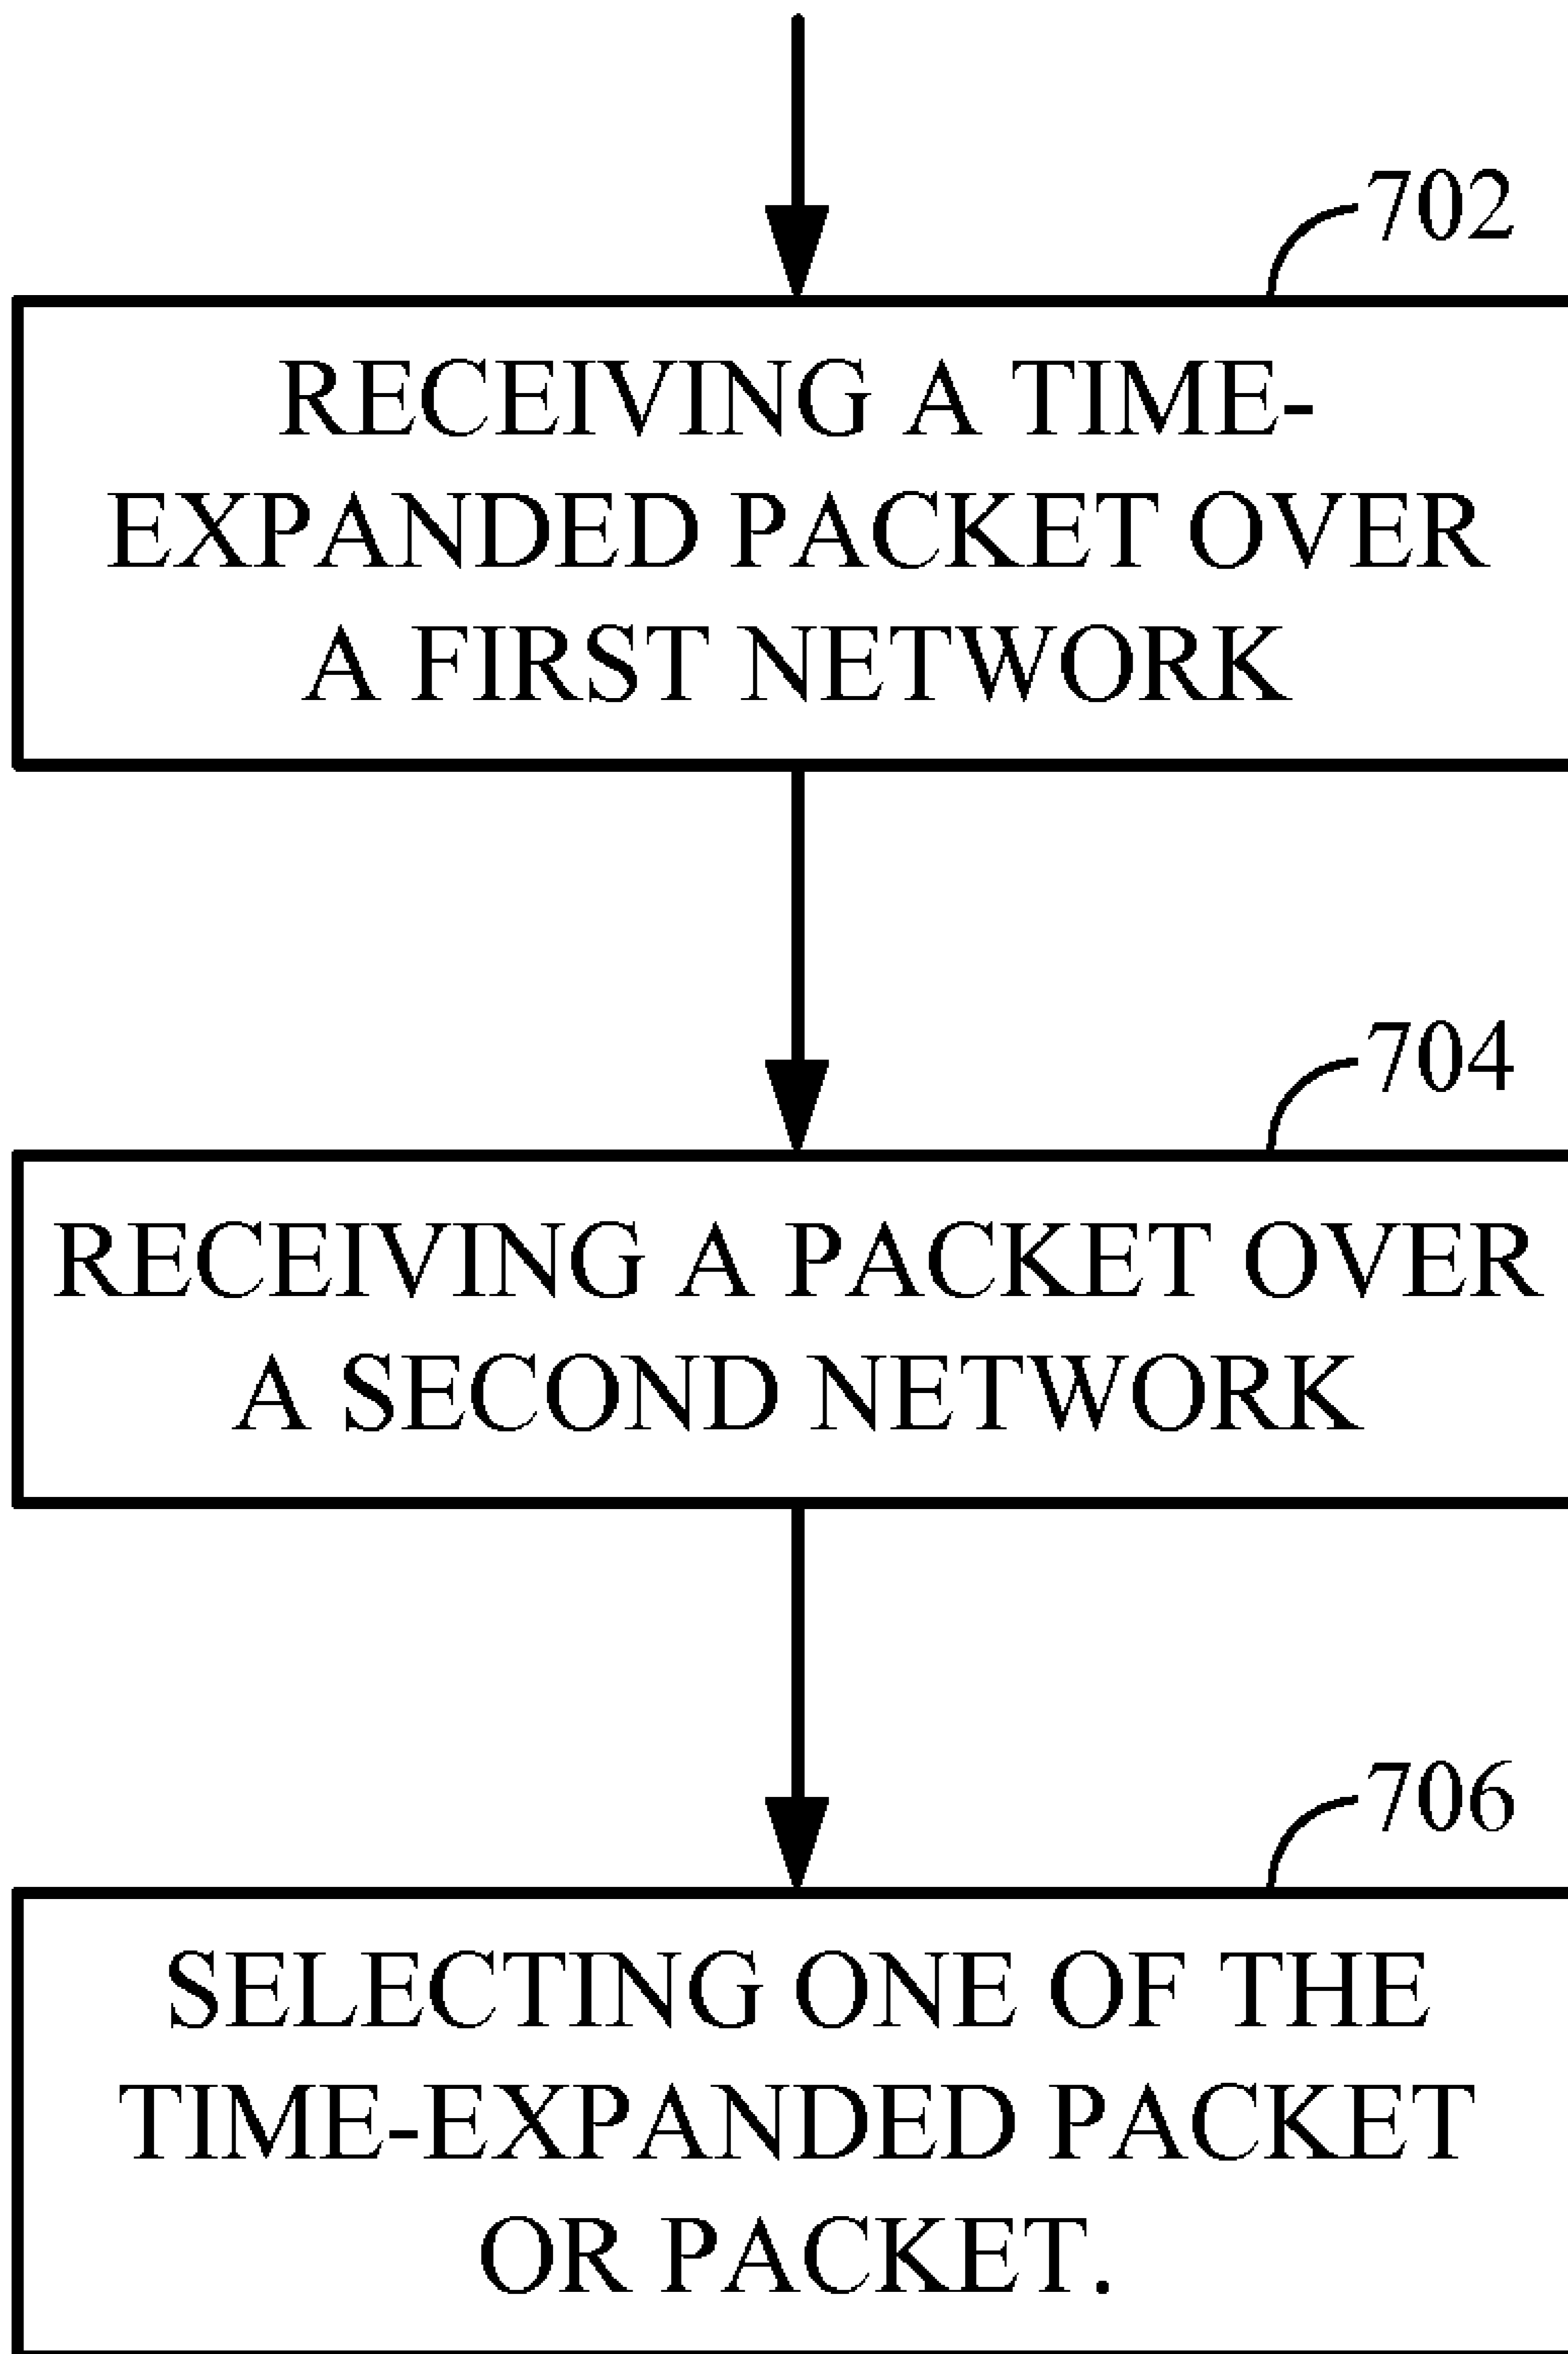 702
RECEIVING A TIME-
EXPANDED PACKET OVER
A FIRST NETWORK
704
RECEIVING A PACKET OVER
A SECOND NETWORK
706
SELECTING ONE OF THE
TIME-EXPANDED PACKET
OR PACKET.